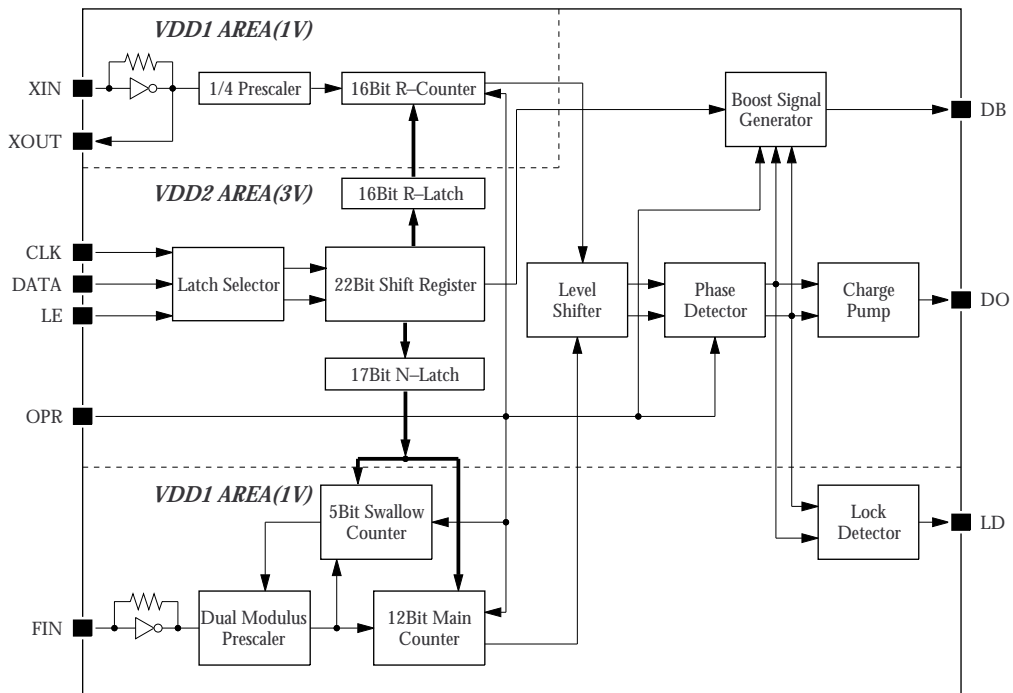 VDD1 AREA(1V)
XIN
1/4 Prescaler
16Bit R–Counter
Boost Signal
Generator
DB
XOUT
VDD2 AREA(3V)
16Bit R–Latch
CLK
DATA
LE
Latch Selector
22Bit Shift Register
Level
Shifter
Phase
Detector
Charge
Pump
DO
17Bit N–Latch
OPR
VDD1 AREA(1V)
5Bit Swallow
Counter
Lock
Detector
LD
FIN
Dual Modulus
Prescaler
12Bit Main
Counter